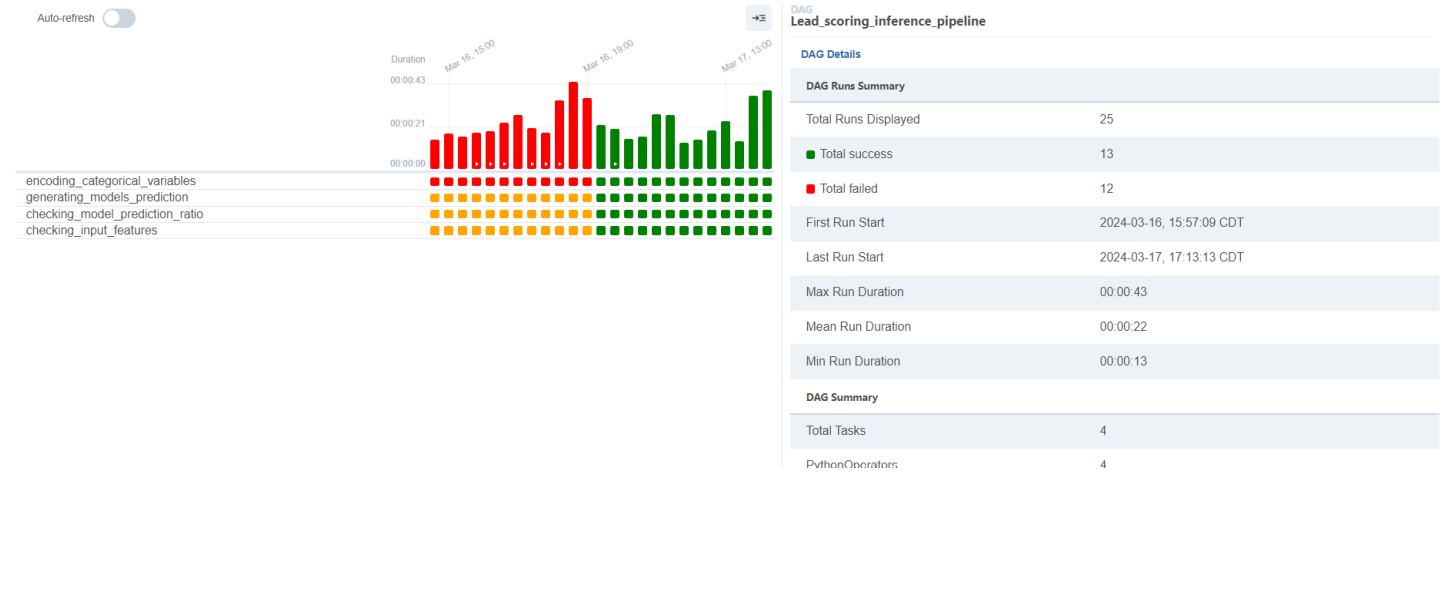 Auto-refresh
Duration
Mar 16, 15:00
Mar 16, 19:00
Mar 17, 13:00
00:00:43
00:00:21
00:00:00
encoding_categorical_variables
generating_models_prediction
checking_model_prediction_ratio
checking_input_features
DAG
Lead_scoring_inference_pipeline
DAG Details
DAG Runs Summary
Total Runs Displayed 25
Total success 13
Total failed 12
First Run Start 2024-03-16, 15:57:09 CDT
Last Run Start 2024-03-17, 17:13:13 CDT
Max Run Duration 00:00:43
Mean Run Duration 00:00:22
Min Run Duration 00:00:13
DAG Summary
Total Tasks 4
PythonOperators 4